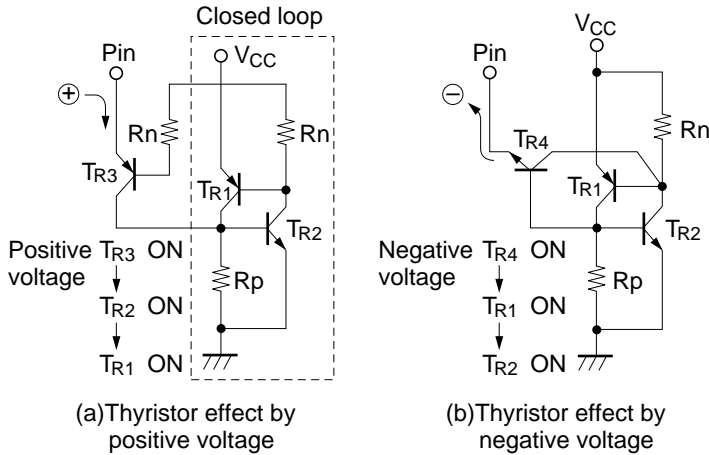 Closed loop
Pin
VCC
+
Rn
Rn
TR3
TR1
TR2
Rp
Positive voltage
TR3 ON
TR2 ON
TR1 ON
(a)Thyristor effect by
positive voltage
Pin
VCC
−
TR4
Rn
TR1
TR2
Rp
Negative voltage
TR4 ON
TR1 ON
TR2 ON
(b)Thyristor effect by
negative voltage